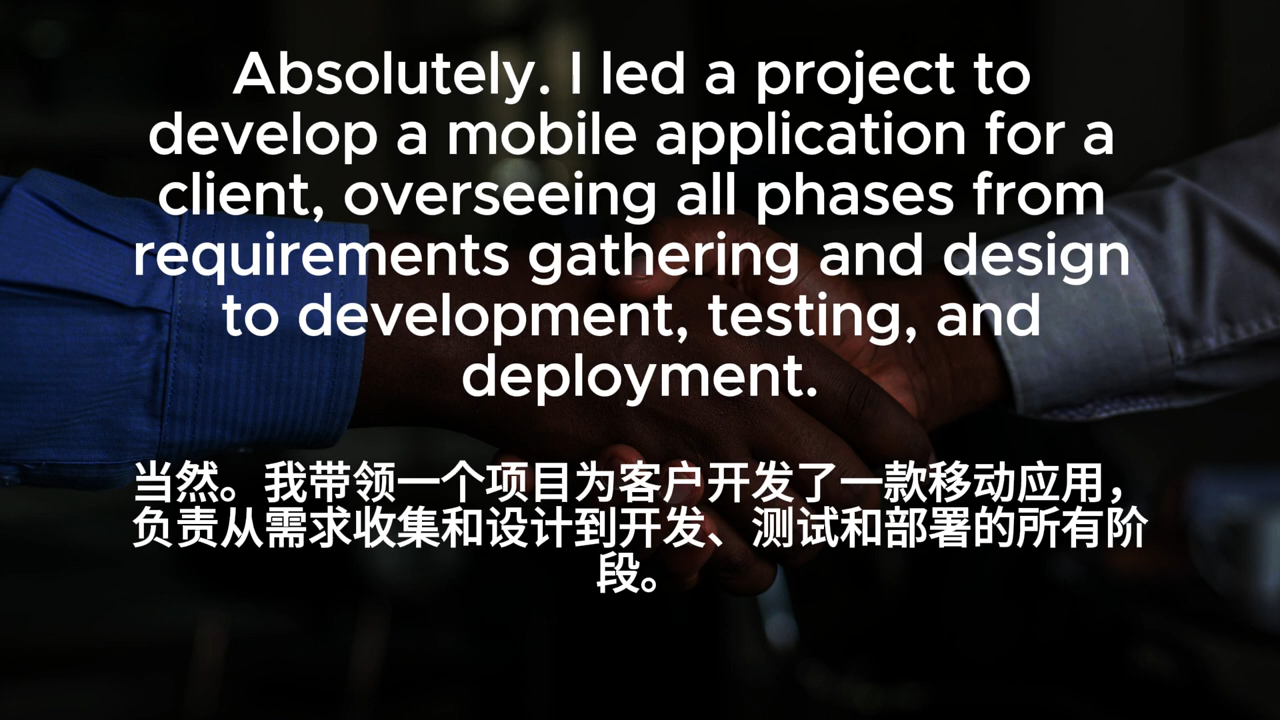 Absolutely. I led a project to
develop a mobile application for a
client, overseeing all phases from
requirements gathering and design
to development, testing, and
deployment.
当然。我带领一个项目为客户开发了一款移动应用，
负责从需求收集和设计到开发、测试和部署的所有阶
段。